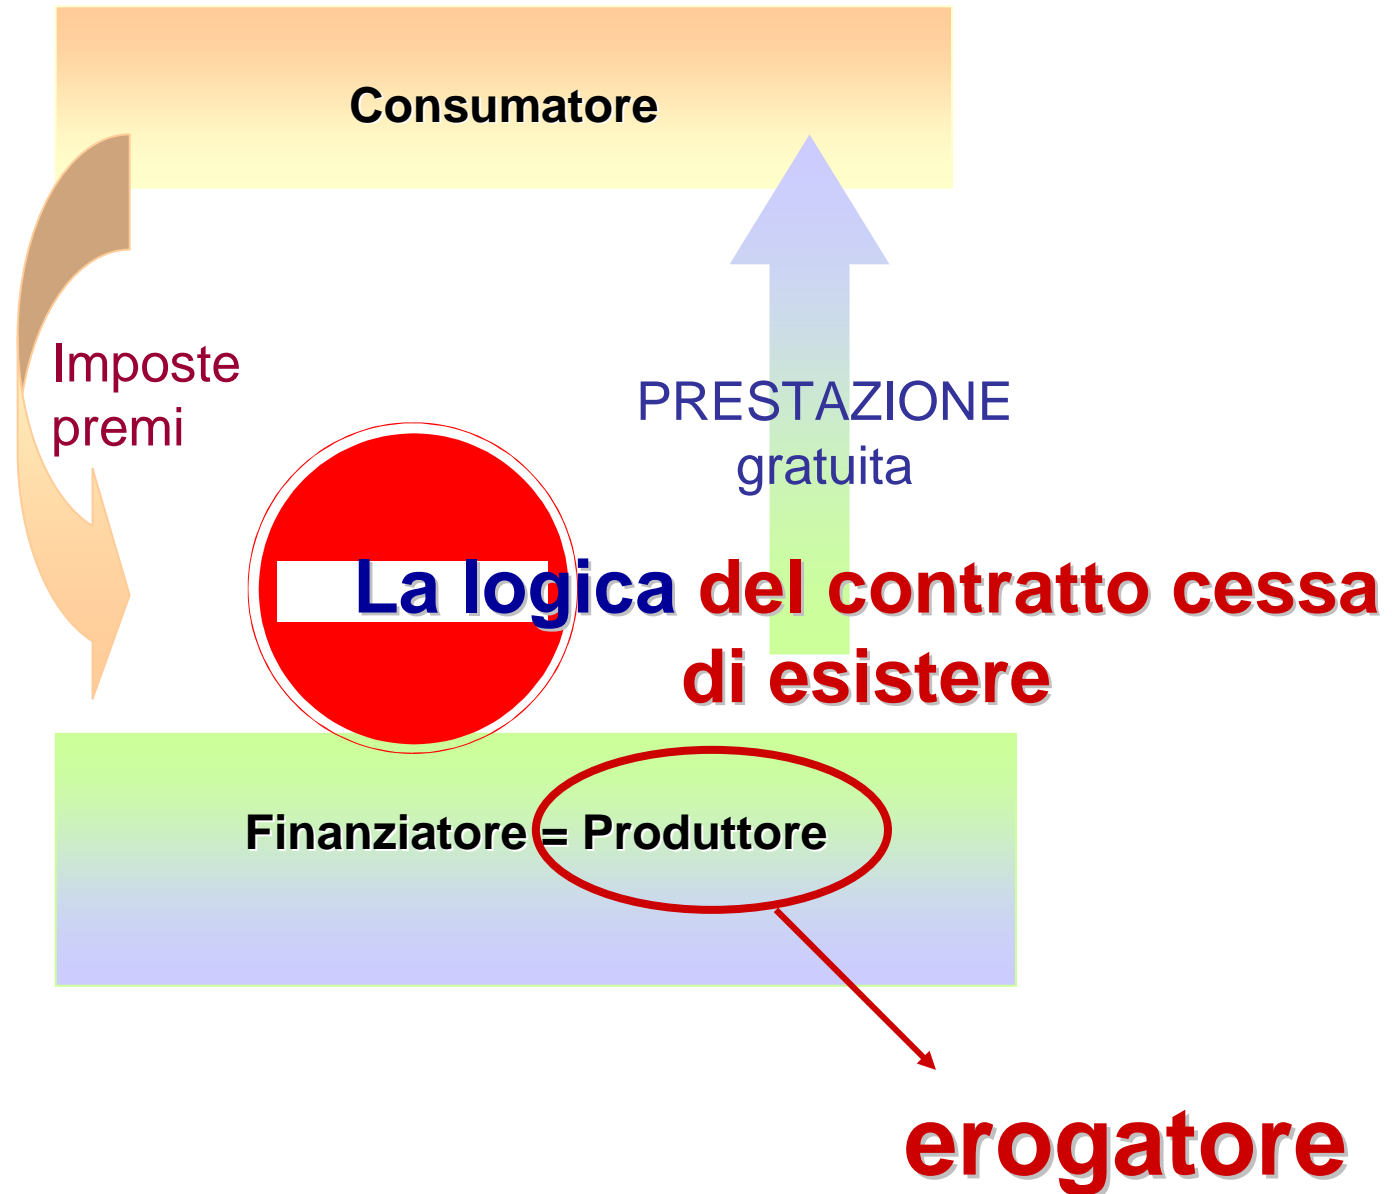 Consumatore
Imposte
premi
PRESTAZIONE
gratuita
La logica del contratto cessa
di esistere
Finanziatore = Produttore
erogatore